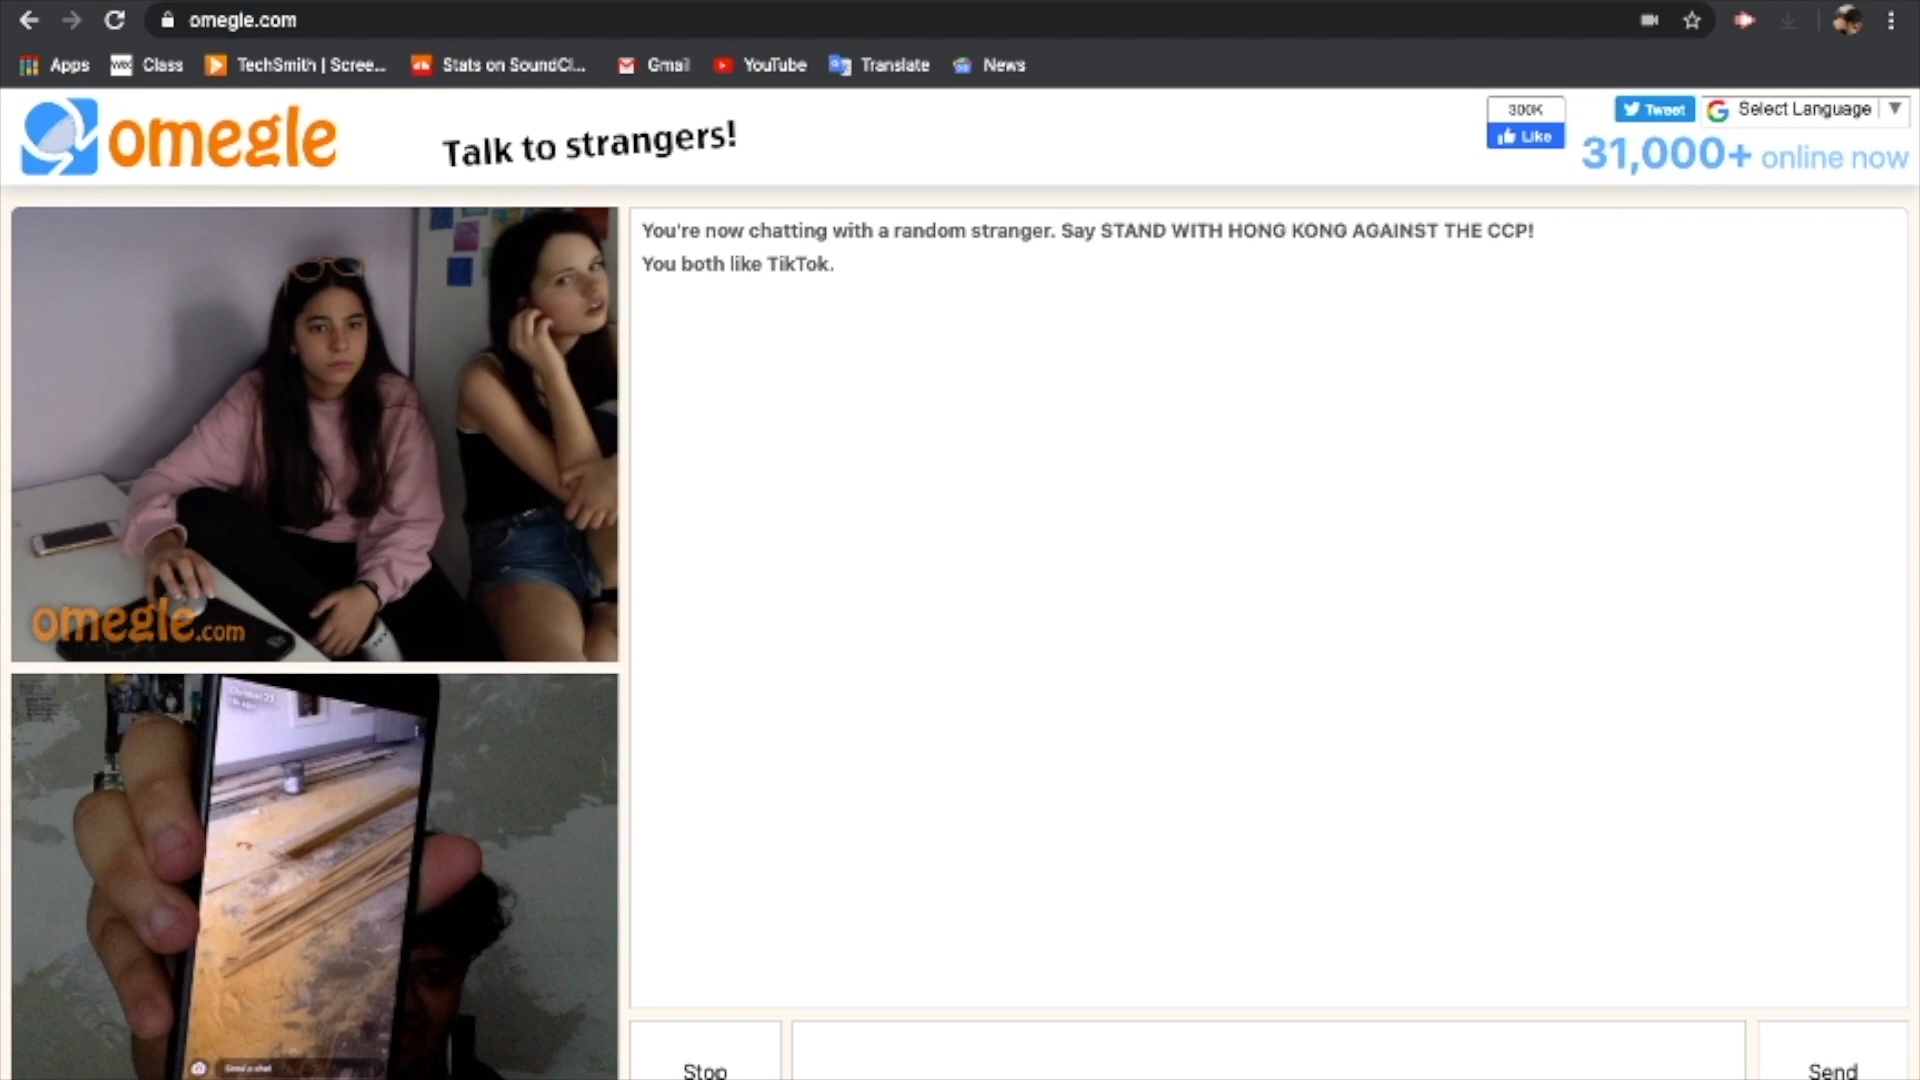 omegle.com
Apps
Class
TechSmith | Scree...
Stats on SoundCl...
Gmail
YouTube
Translate
News
omegle
Talk to strangers!
300K
Like
Tweet
Select Language
31,000+ online now
You're now chatting with a random stranger. Say STAND WITH HONG KONG AGAINST THE CCP!
You both like TikTok.
omegle.com
Send a chat
Stop
Send